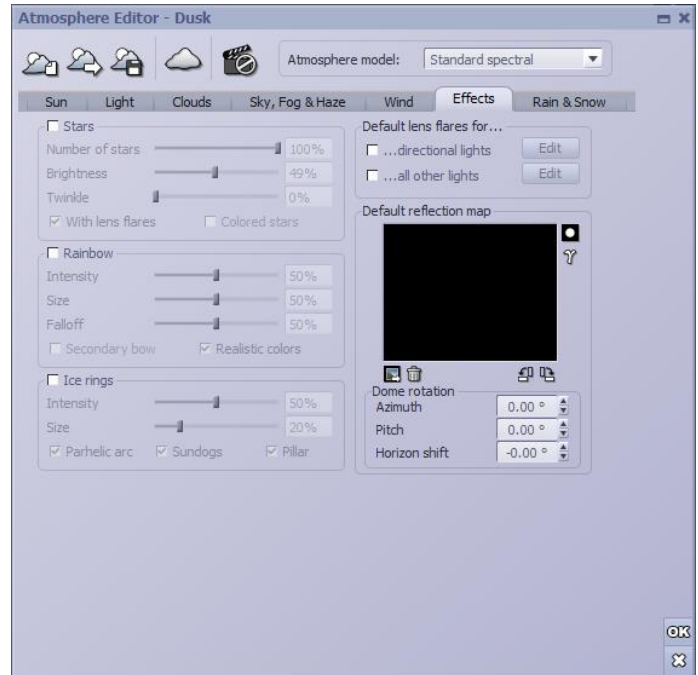 Atmosphere Editor - Dusk
Atmosphere model: Standard spectral
Sun Light Clouds Sky, Fog & Haze Wind Effects Rain & Snow
Stars
Number of stars 100%
Brightness 49%
Twinkle 0%
With lens flares Colored stars
Rainbow
Intensity 50%
Size 50%
Falloff 50%
Secondary bow Realistic colors
Ice rings
Intensity 50%
Size 20%
Parhelic arc Sundogs Pillar
Default lens flares for...
...directional lights Edit
...all other lights Edit
Default reflection map
Dome rotation
Azimuth 0.00 °
Pitch 0.00 °
Horizon shift -0.00 °
OK